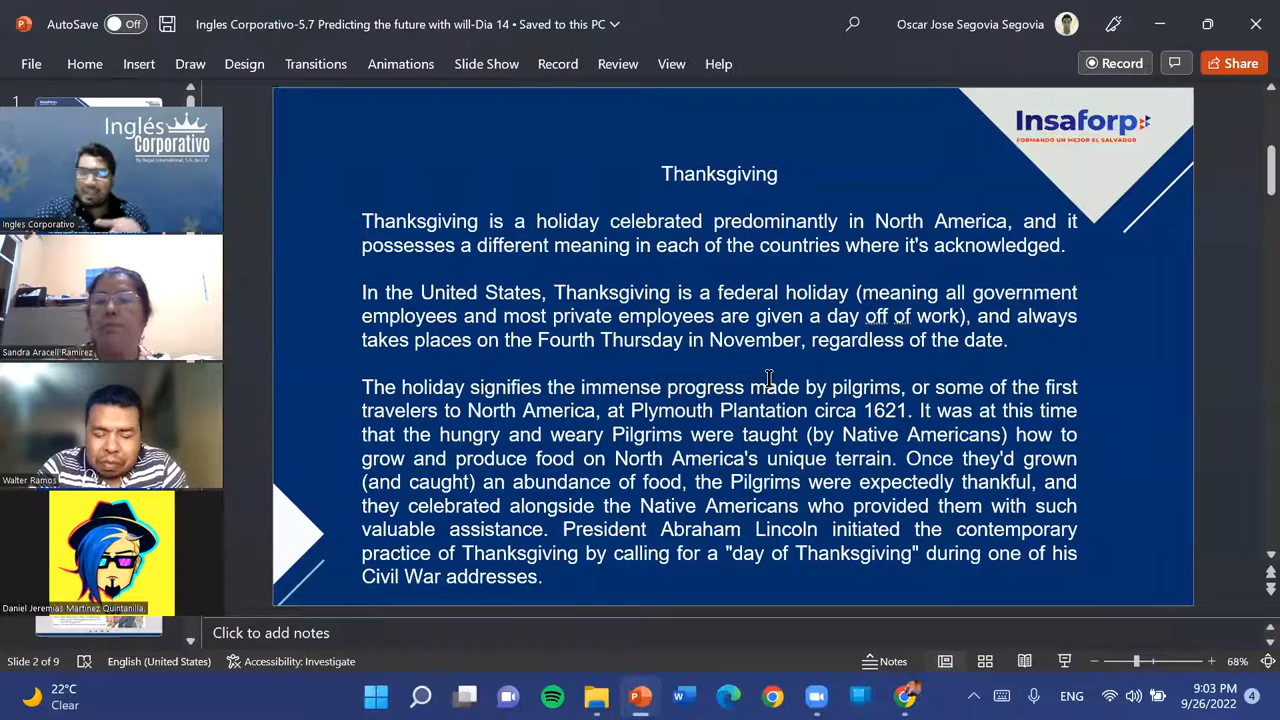 AutoSave Off Ingles Corporativo-5.7 Predicting the future with will-Dia 14 • Saved to this PC Oscar Jose Segovia Segovia
File Home Insert Draw Design Transitions Animations Slide Show Record Review View Help Record Share
1
Inglés
Corporativo
by Regal International, S.A. de C.V.
Ingles Corporativo
Sandra Araceli Ramirez
Walter Ramos
Daniel Jeremías Martínez Quintanilla.
Insaforp
FORMANDO UN MEJOR EL SALVADOR
Thanksgiving
Thanksgiving is a holiday celebrated predominantly in North America, and it
possesses a different meaning in each of the countries where it's acknowledged.
In the United States, Thanksgiving is a federal holiday (meaning all government
employees and most private employees are given a day off of work), and always
takes places on the Fourth Thursday in November, regardless of the date.
The holiday signifies the immense progress made by pilgrims, or some of the first
travelers to North America, at Plymouth Plantation circa 1621. It was at this time
that the hungry and weary Pilgrims were taught (by Native Americans) how to
grow and produce food on North America's unique terrain. Once they'd grown
(and caught) an abundance of food, the Pilgrims were expectedly thankful, and
they celebrated alongside the Native Americans who provided them with such
valuable assistance. President Abraham Lincoln initiated the contemporary
practice of Thanksgiving by calling for a "day of Thanksgiving" during one of his
Civil War addresses.
Click to add notes
Slide 2 of 9 English (United States) Accessibility: Investigate Notes 68%
22°C
Clear
ENG
9:03 PM
9/26/2022
4